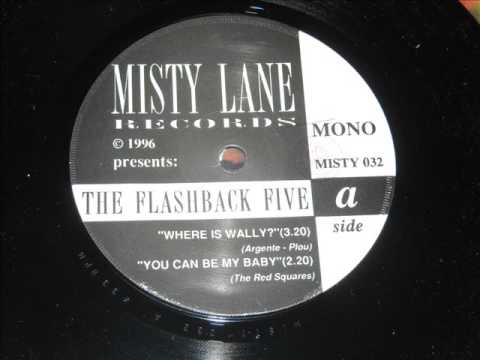 MISTY LANE
RECORDS
© 1996
presents:
MONO
MISTY 032
THE FLASHBACK FIVE
a
side
"WHERE IS WALLY?"(3.20)
(Argente - Plou)
"YOU CAN BE MY BABY"(2.20)
(The Red Squares)